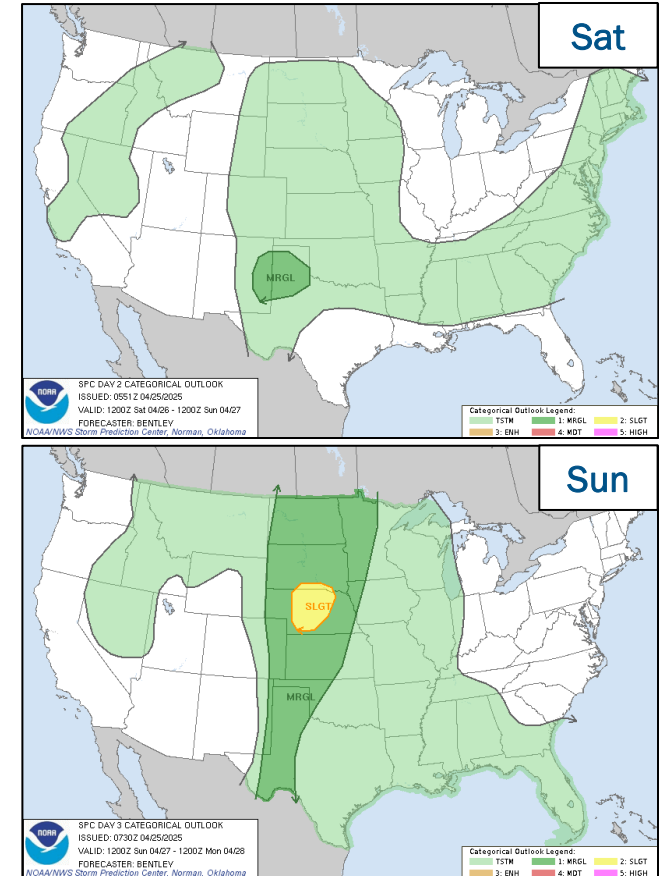 Sat
MRGL
NOAA
SPC DAY 2 CATEGORICAL OUTLOOK
ISSUED: 0551Z 04/25/2025
VALID: 1200Z Sat 04/26 - 1200Z Sun 04/27
FORECASTER: BENTLEY
NOAA/NWS Storm Prediction Center, Norman, Oklahoma
Categorical Outlook Legend:
TSTM 1: MRGL 2: SLGT
3: ENH 4: MDT 5: HIGH
Sun
SLGT
MRGL
NOAA
SPC DAY 3 CATEGORICAL OUTLOOK
ISSUED: 0730Z 04/25/2025
VALID: 1200Z Sun 04/27 - 1200Z Mon 04/28
FORECASTER: BENTLEY
NOAA/NWS Storm Prediction Center, Norman, Oklahoma
Categorical Outlook Legend:
TSTM 1: MRGL 2: SLGT
3: ENH 4: MDT 5: HIGH